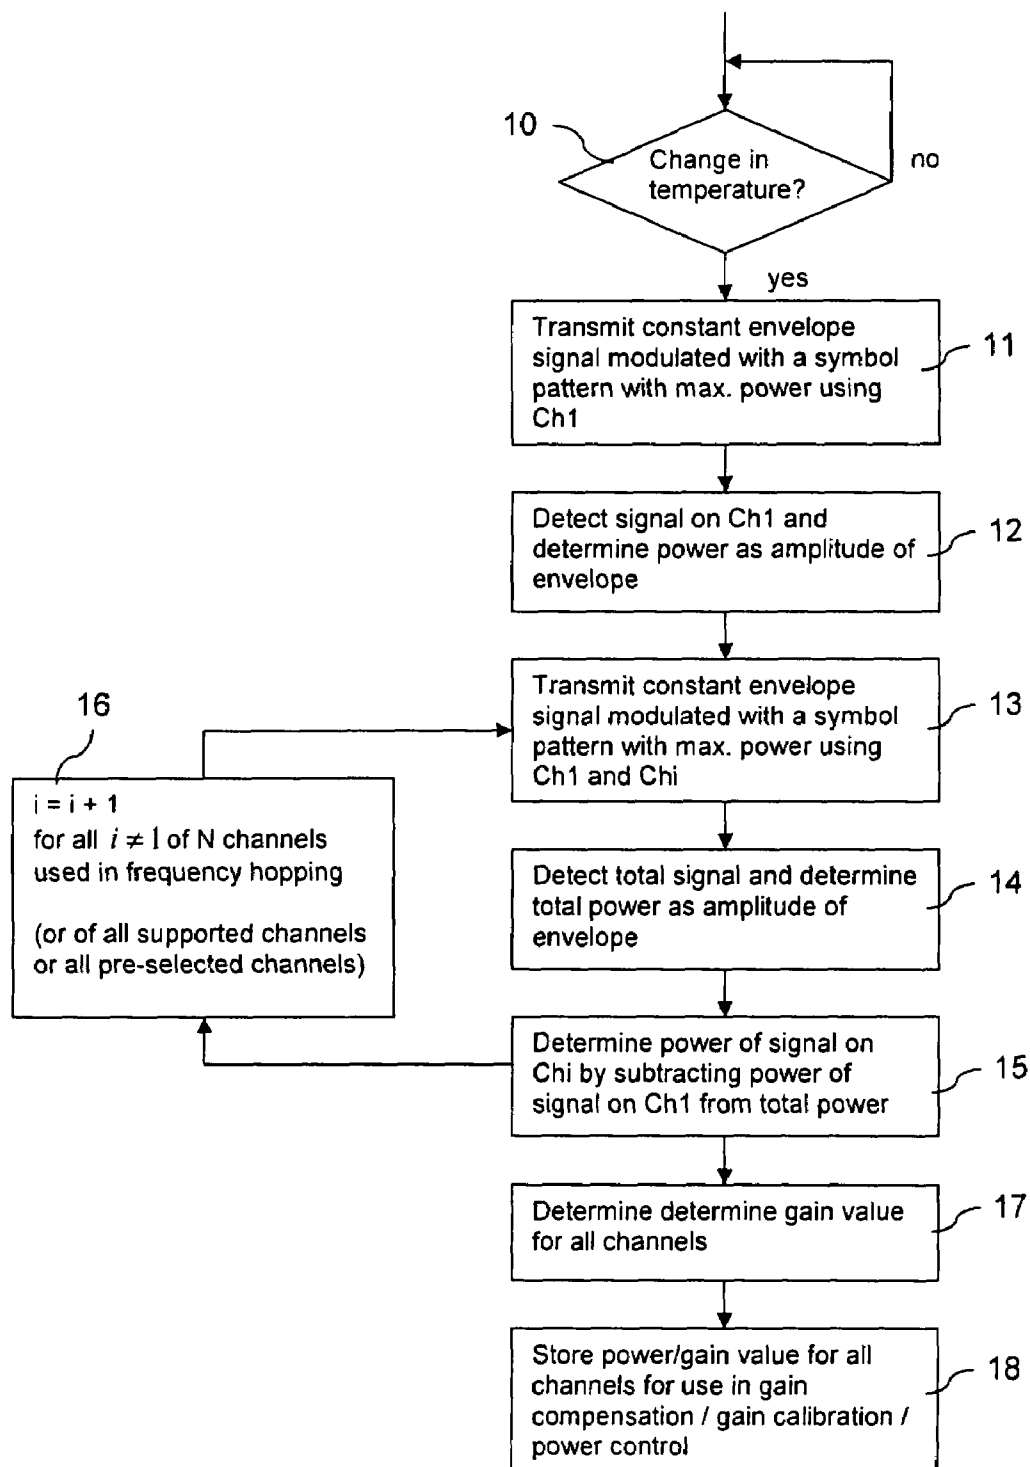 10
Change in
temperature?
no
yes
Transmit constant envelope
signal modulated with a symbol
pattern with max. power using
Ch1
11
Detect signal on Ch1 and
determine power as amplitude of
envelope
12
Transmit constant envelope
signal modulated with a symbol
pattern with max. power using
Ch1 and Chi
13
16
i = i + 1
for all i ≠ 1 of N channels
used in frequency hopping
(or of all supported channels
or all pre-selected channels)
Detect total signal and determine
total power as amplitude of
envelope
14
Determine power of signal on
Chi by subtracting power of
signal on Ch1 from total power
15
Determine determine gain value
for all channels
17
Store power/gain value for all
channels for use in gain
compensation / gain calibration /
power control
18